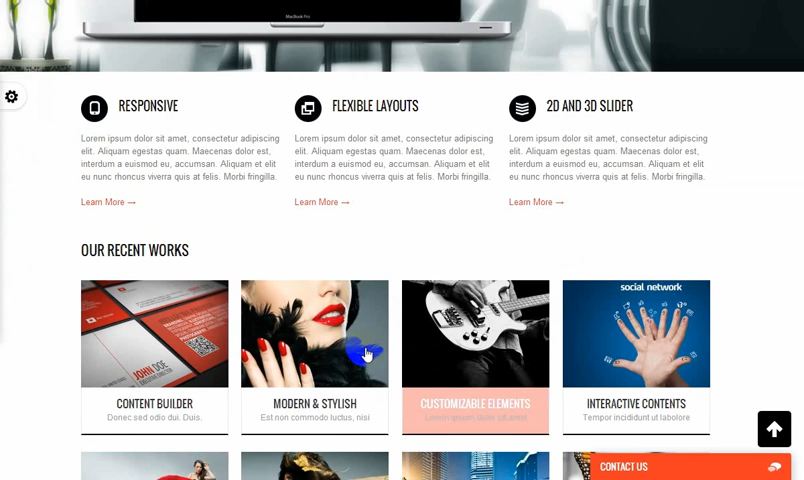 MacBook Pro
RESPONSIVE
Lorem ipsum dolor sit amet, consectetur adipiscing
elit. Aliquam egestas quam. Maecenas dolor est,
interdum a euismod eu, accumsan. Aliquam et elit
eu nunc rhoncus viverra quis at felis. Morbi fringilla.
Learn More →
FLEXIBLE LAYOUTS
Lorem ipsum dolor sit amet, consectetur adipiscing
elit. Aliquam egestas quam. Maecenas dolor est,
interdum a euismod eu, accumsan. Aliquam et elit
eu nunc rhoncus viverra quis at felis. Morbi fringilla.
Learn More →
2D AND 3D SLIDER
Lorem ipsum dolor sit amet, consectetur adipiscing
elit. Aliquam egestas quam. Maecenas dolor est,
interdum a euismod eu, accumsan. Aliquam et elit
eu nunc rhoncus viverra quis at felis. Morbi fringilla.
Learn More →
OUR RECENT WORKS
JOHN DOE
social network
CONTENT BUILDER
Donec sed odio dui. Duis.
MODERN & STYLISH
Est non commodo luctus, nisi
CUSTOMIZABLE ELEMENTS
Lorem ipsum dolor sit amet
INTERACTIVE CONTENTS
Tempor incididunt ut labolore
CONTACT US